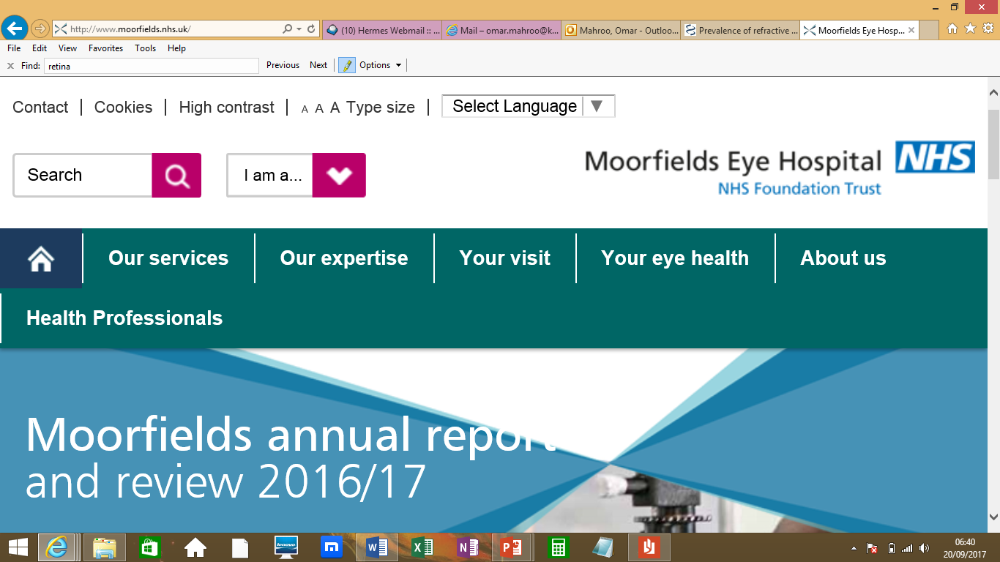 http://www.moorfields.nhs.uk/
(10) Hermes Webmail :: ...
Mail – omar.mahroo@k...
Mahroo, Omar - Outloo...
Prevalence of refractive ...
Moorfields Eye Hosp...
File Edit View Favorites Tools Help
Find: retina Previous Next Options
Contact Cookies High contrast A A A Type size Select Language ▼
Search I am a...
Moorfields Eye Hospital NHS
NHS Foundation Trust
Our services Our expertise Your visit Your eye health About us
Health Professionals
Moorfields annual report
and review 2016/17
lenovo
06:40
20/09/2017